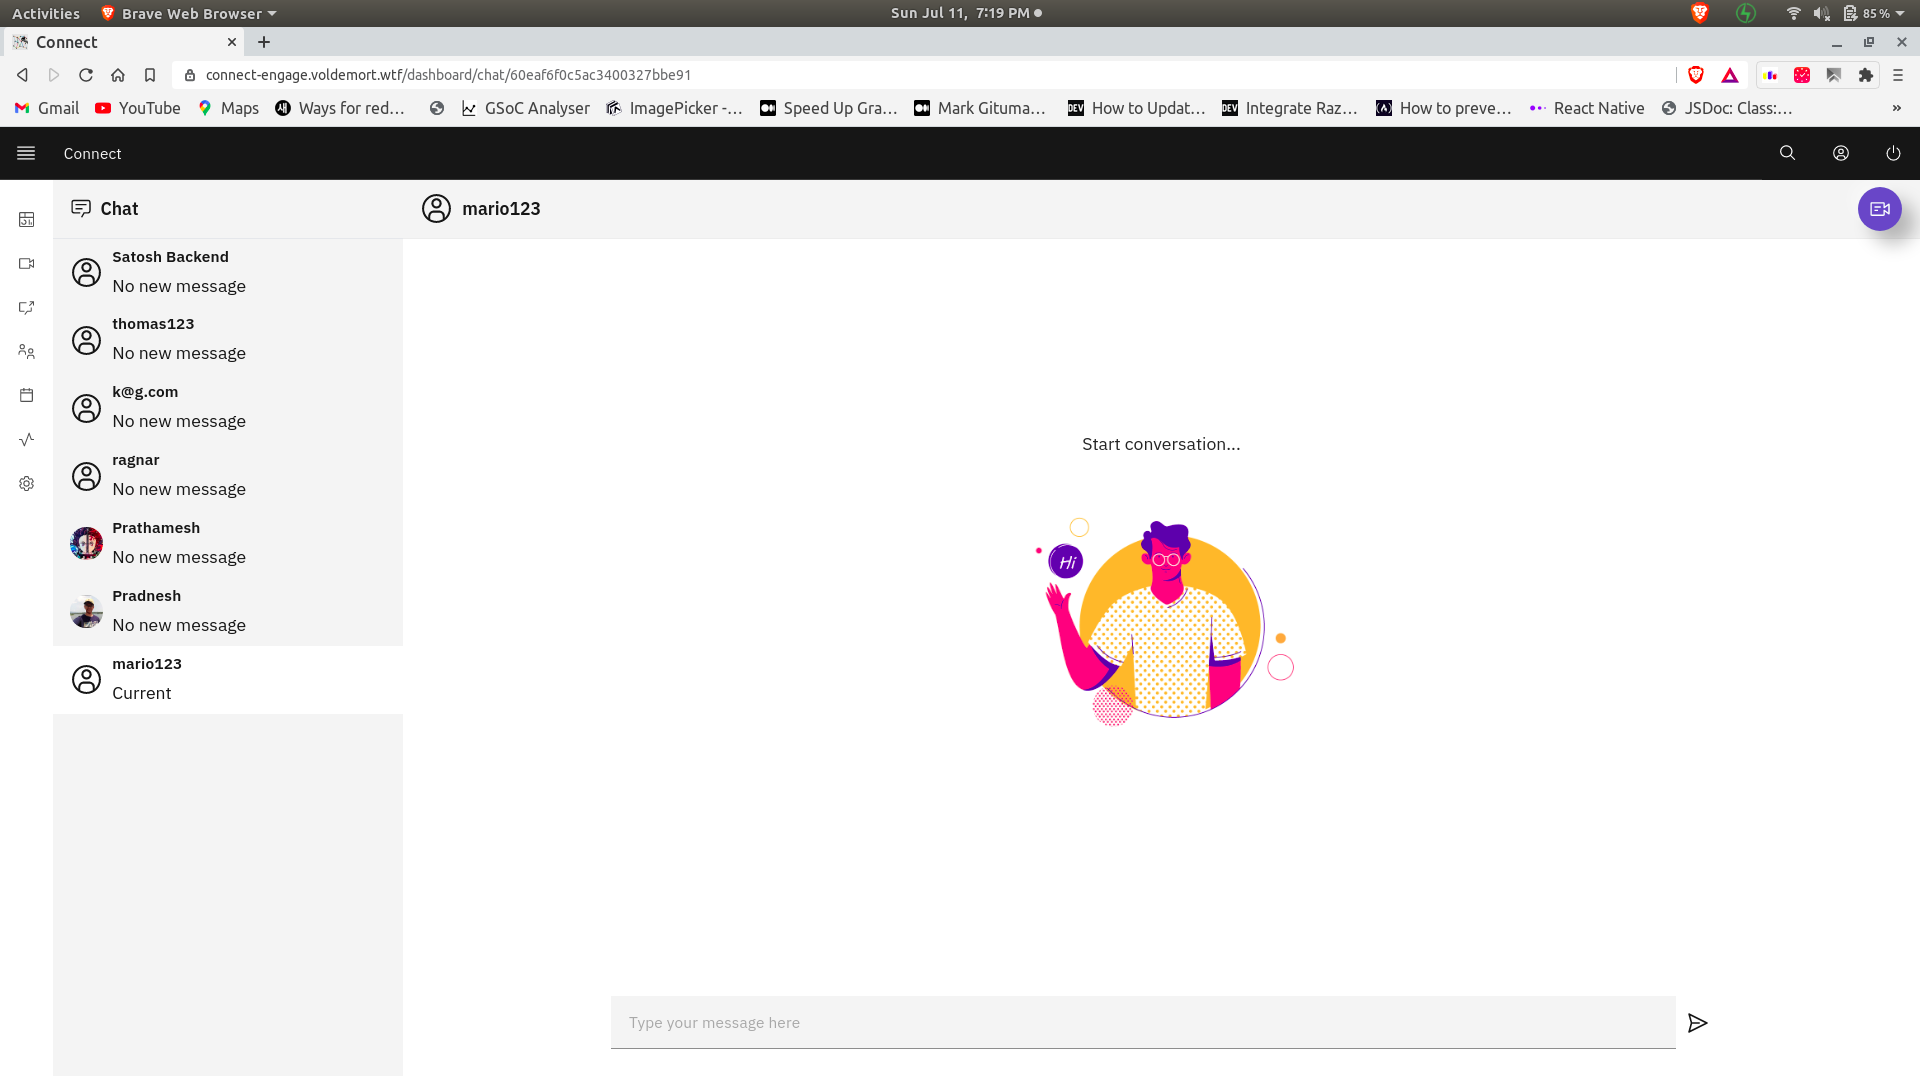 Activities Brave Web Browser Sun Jul 11, 7:19 PM 85%
Connect
connect-engage.voldemort.wtf/dashboard/chat/60eaf6f0c5ac3400327bbe91
Gmail YouTube Maps Ways for red... GSoC Analyser ImagePicker -... Speed Up Gra... Mark Gituma... How to Updat... Integrate Raz... How to preve... React Native JSDoc: Class:... »
Connect
Chat
mario123
Satosh Backend
No new message
thomas123
No new message
k@g.com
No new message
ragnar
No new message
Prathamesh
No new message
Pradnesh
No new message
mario123
Current
Start conversation...
Hi
Type your message here